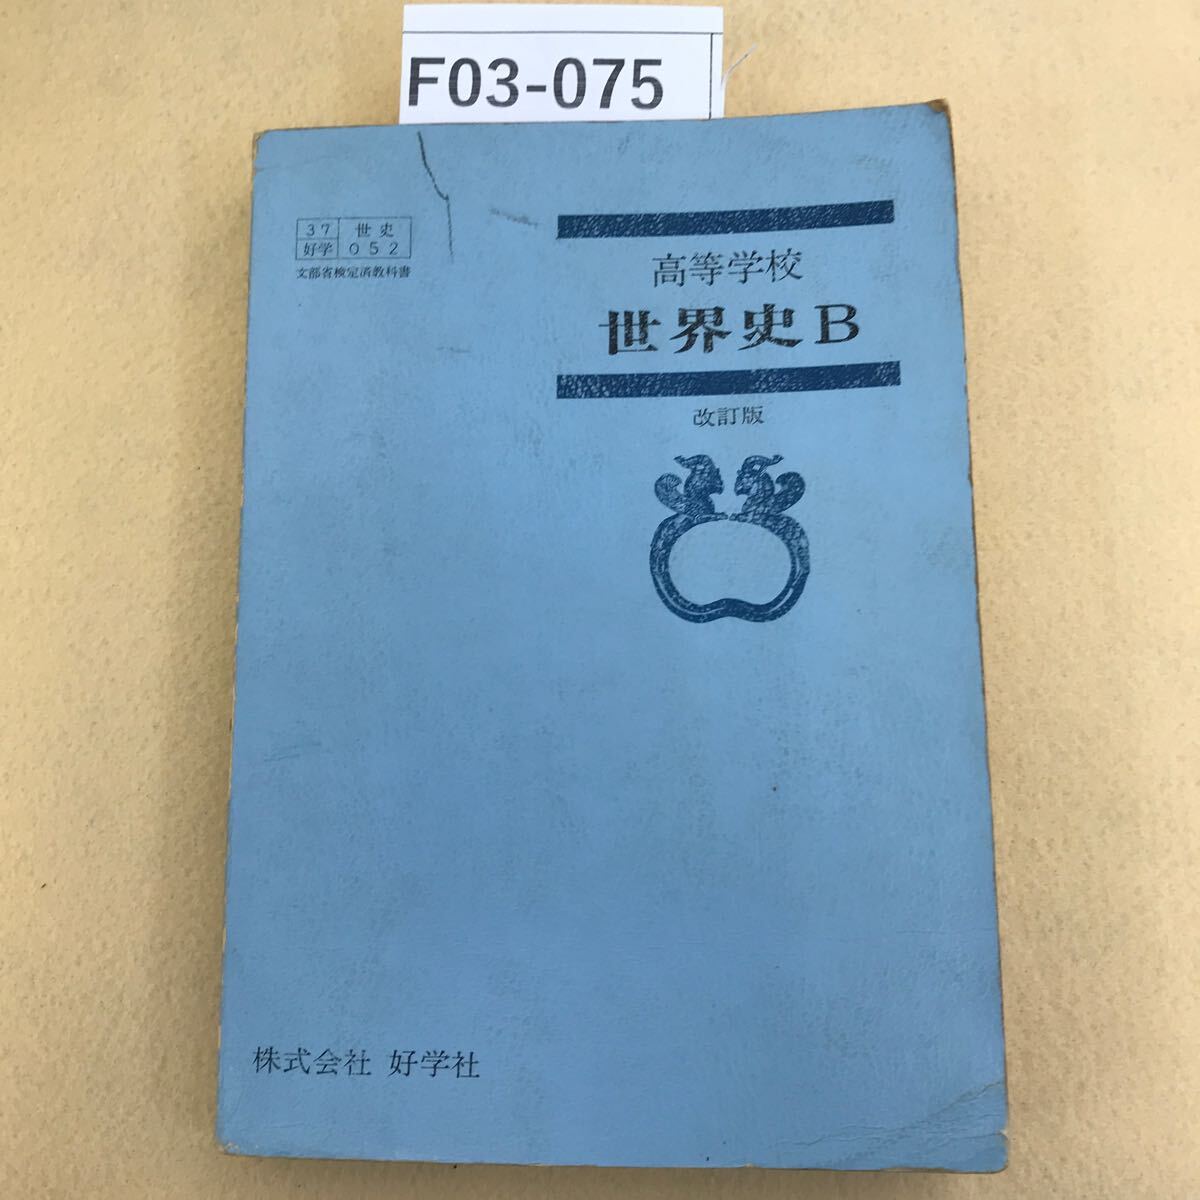 F03-075
37 世史
好学 052
文部省検定済教科書
高等学校
世界史B
改訂版
株式会社 好学社